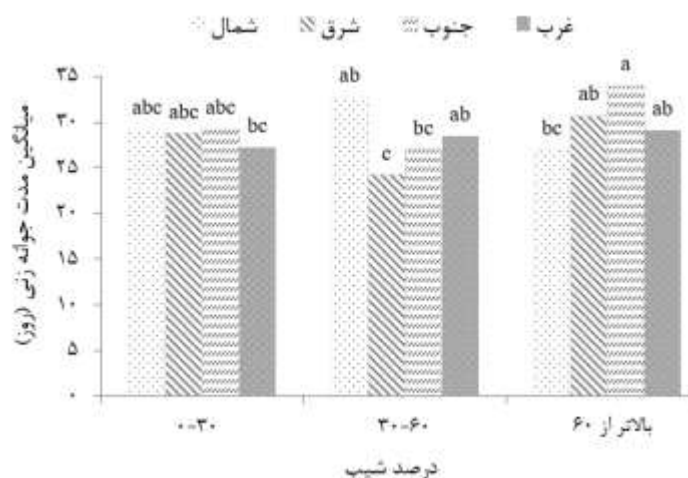 شمال شرق جنوب غرب
میانگین مدت جوانه زنی (روز)
۳۵
۳۰
۲۵
۲۰
۱۵
۱۰
۵
۰
abc abc abc bc
ab c bc ab
bc ab a ab
۰-۳۰ ۳۰-۶۰ بالاتر از ۶۰
درصد شیب